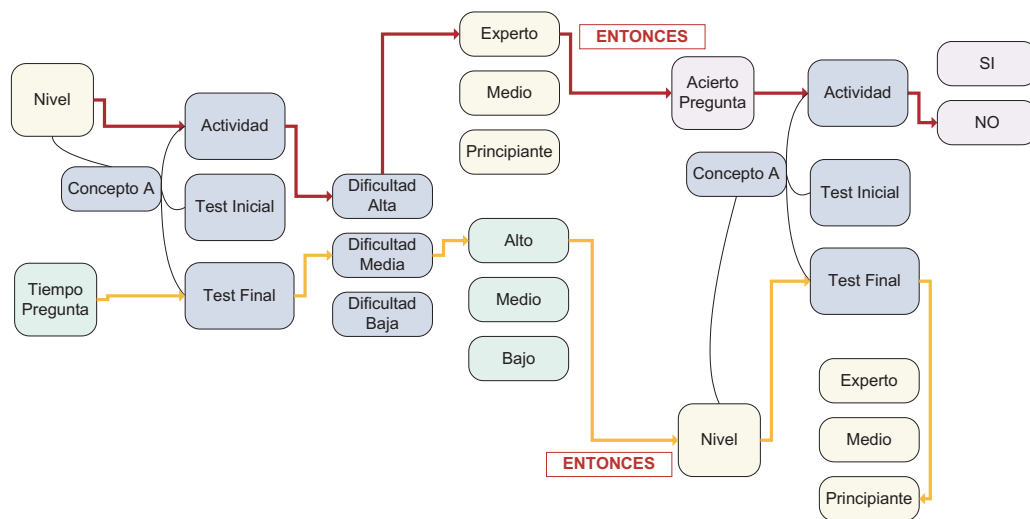 Nivel
Concepto A
Tiempo
Pregunta
Actividad
Test Inicial
Test Final
Dificultad
Alta
Dificultad
Media
Dificultad
Baja
Experto
Medio
Principiante
Alto
Medio
Bajo
ENTONCES
ENTONCES
Acierto
Pregunta
Concepto A
Nivel
Actividad
Test Inicial
Test Final
Experto
Medio
Principiante
SI
NO